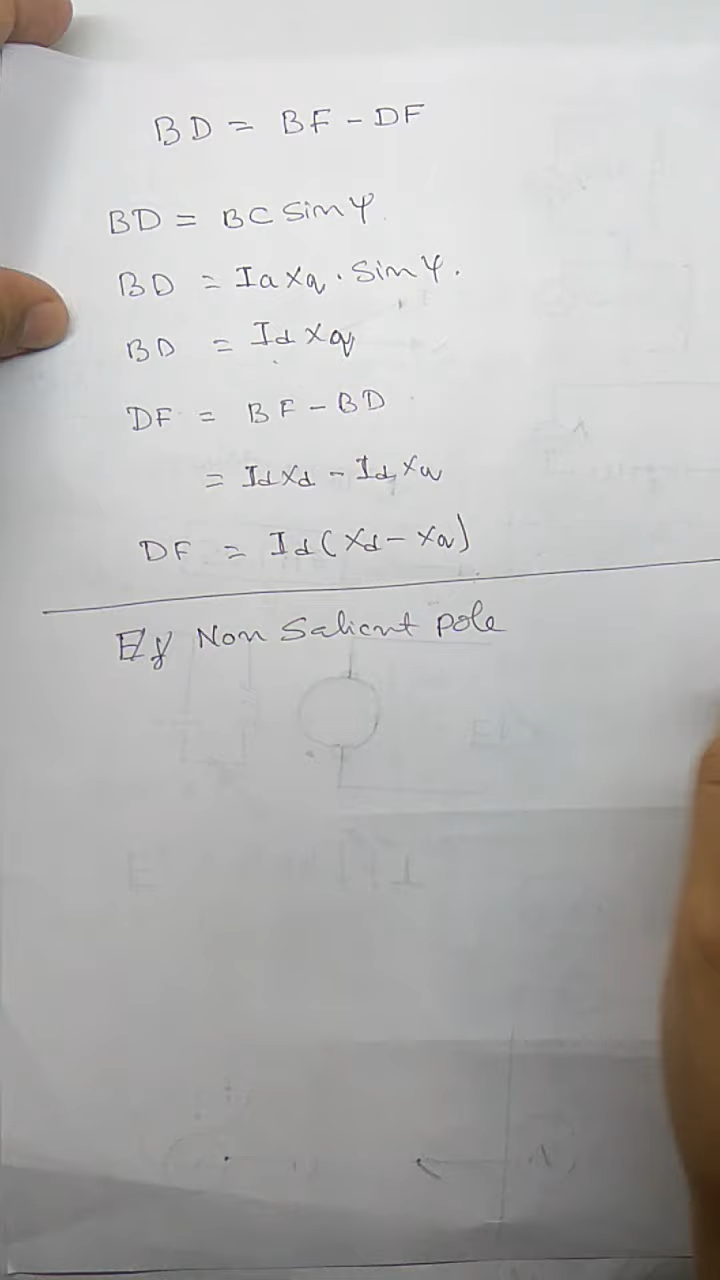 BD = BF - DF
BD = BC Sin ψ.
BD = Ia Xq . Sin ψ.
BD = Id Xq
DF = BF - BD
= Id Xd - Id Xq
DF = Id (Xd - Xq)
Non Salient pole